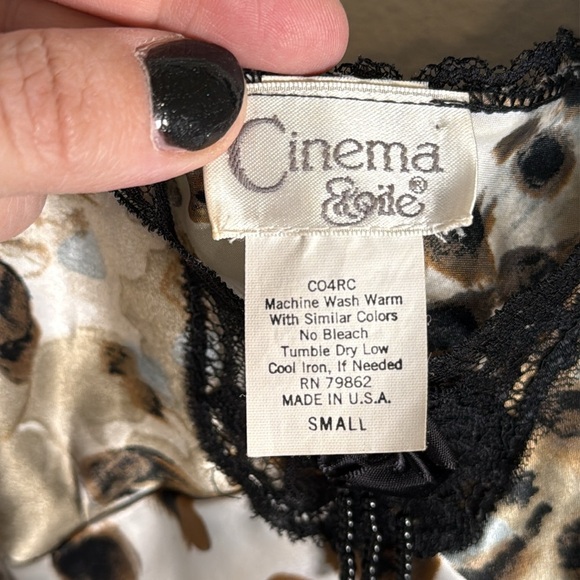 Cinema
Etoile®
C04RC
Machine Wash Warm
With Similar Colors
No Bleach
Tumble Dry Low
Cool Iron, If Needed
RN 79862
MADE IN U.S.A.
SMALL